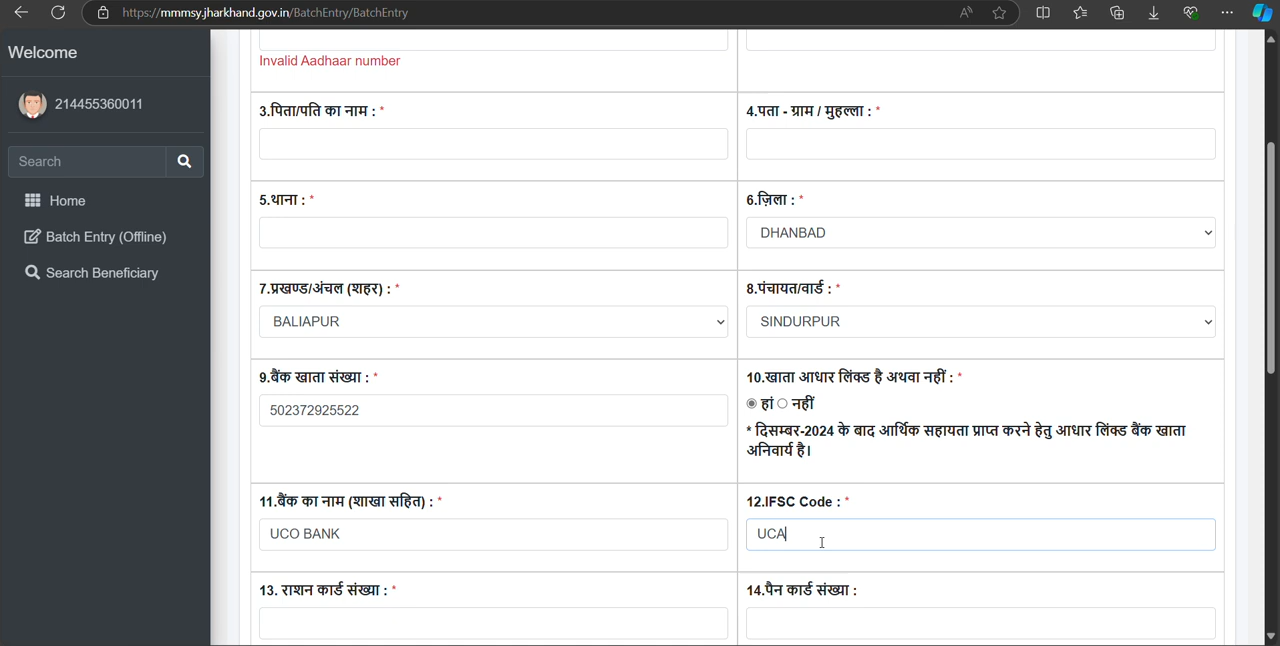 https://mmmsy.jharkhand.gov.in/BatchEntry/BatchEntry
Welcome
214455360011
Search
Home
Batch Entry (Offline)
Search Beneficiary
Invalid Aadhaar number
3.पिता/पति का नाम : *
4.पता - ग्राम / मुहल्ला : *
5.थाना : *
6.ज़िला : *
DHANBAD
7.प्रखण्ड/अंचल (शहर) : *
8.पंचायत/वार्ड : *
BALIAPUR
SINDURPUR
9.बैंक खाता संख्या : *
10.खाता आधार लिंक्ड है अथवा नहीं : *
502372925522
हां नहीं
* दिसम्बर-2024 के बाद आर्थिक सहायता प्राप्त करने हेतु आधार लिंक्ड बैंक खाता
अनिवार्य है।
11.बैंक का नाम (शाखा सहित) : *
12.IFSC Code : *
UCO BANK
UCA
13. राशन कार्ड संख्या : *
14.पैन कार्ड संख्या :